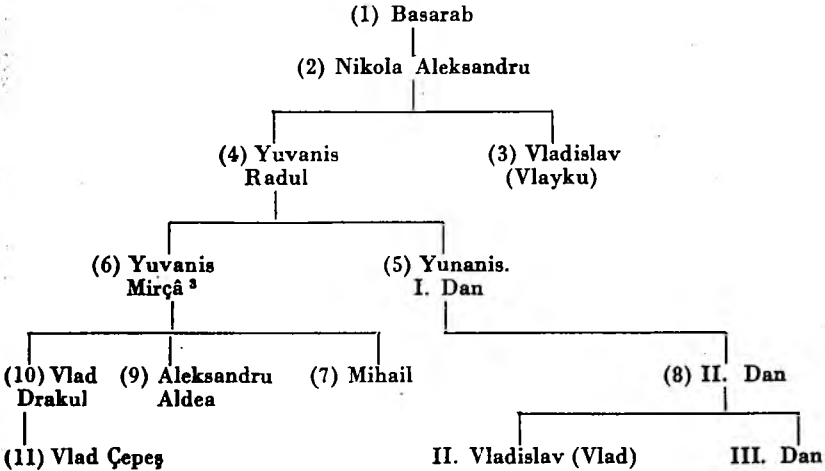 (1) Basarab
(2) Nikola Aleksandru
(4) Yuvanis
Radul
(3) Vladislav
(Vlayku)
(6) Yuvanis
Mirçâ ³
(5) Yunanis.
I. Dan
(10) Vlad
Drakul
(9) Aleksandru
Aldea
(7) Mihail
(8) II. Dan
(11) Vlad Çepeş
II. Vladislav (Vlad)
III. Dan